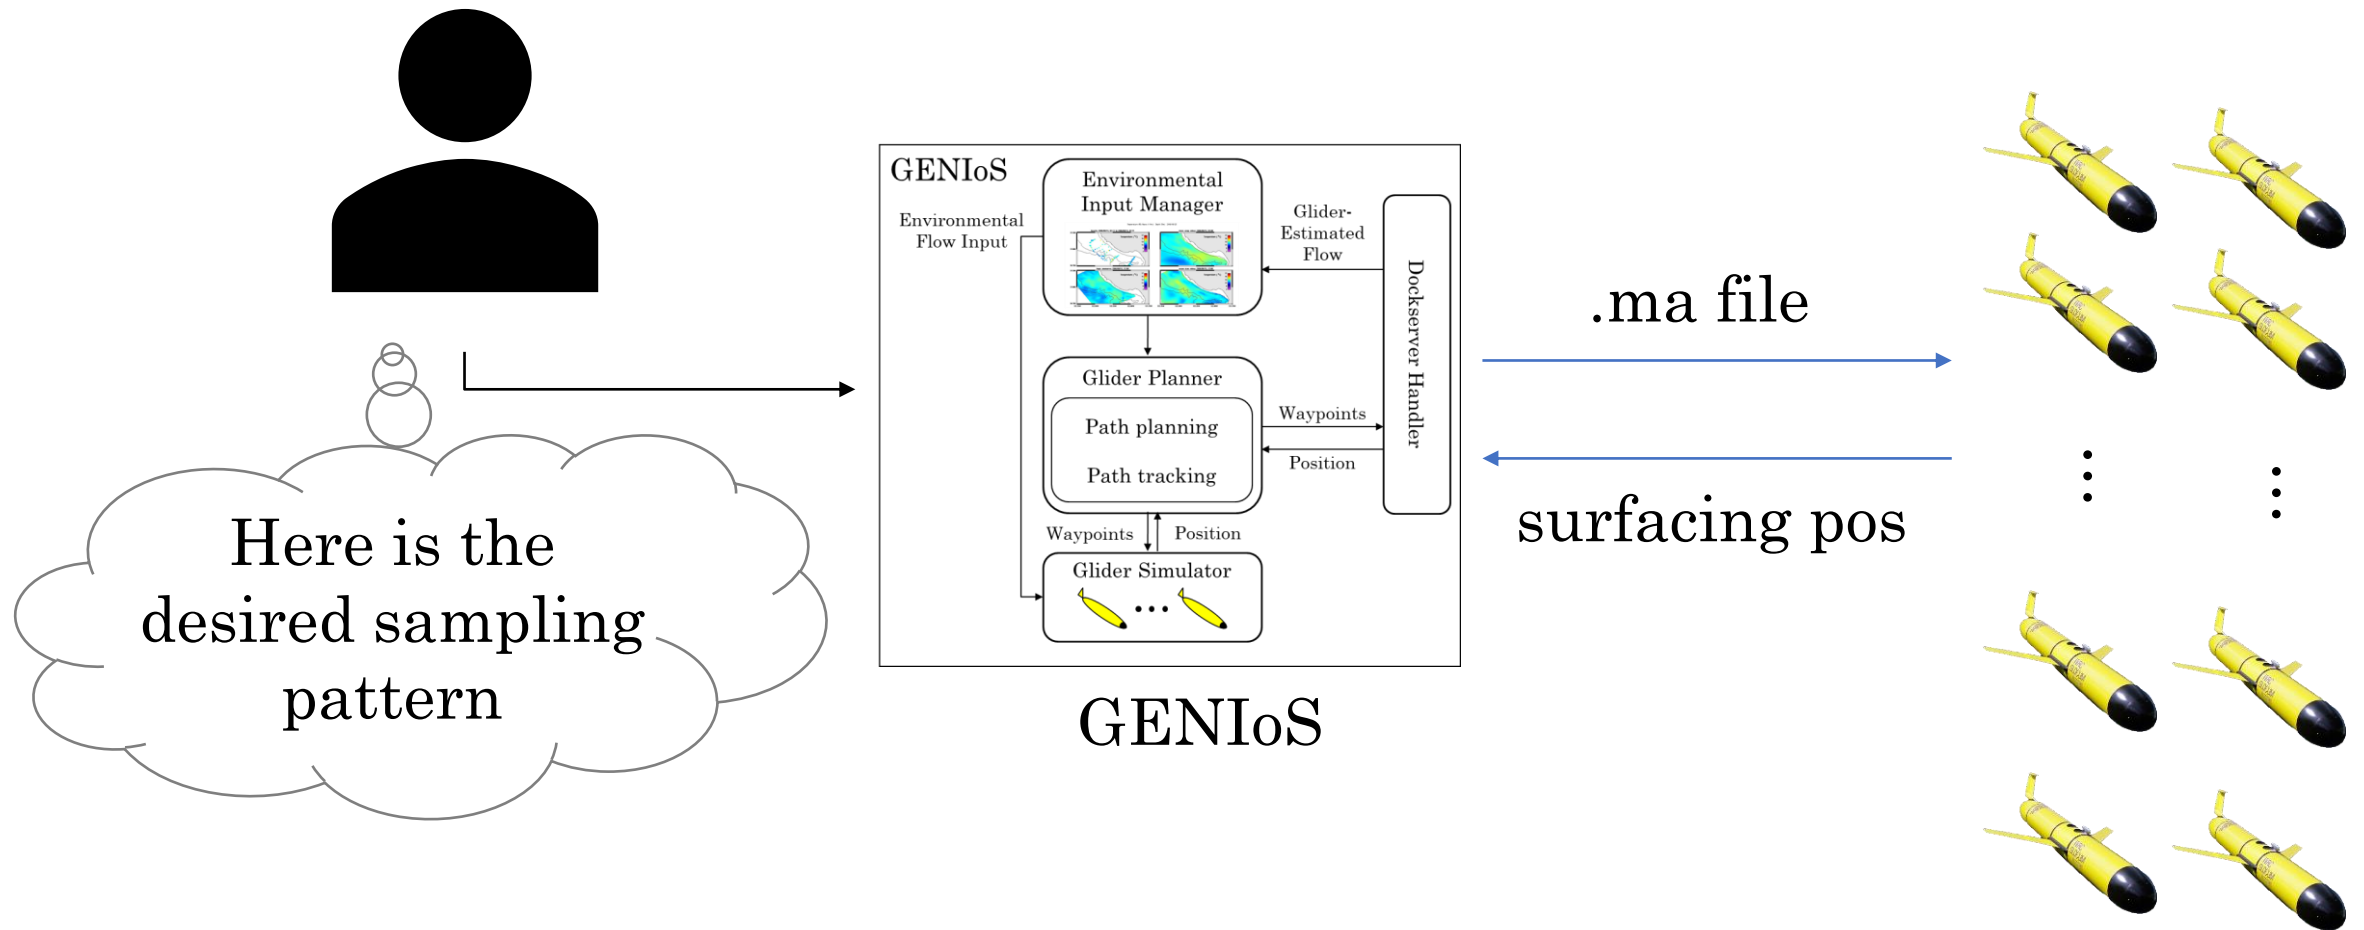 Here is the
desired sampling
pattern
GENIoS
Environmental
Input Manager
Environmental
Flow Input
Glider-
Estimated
Flow
Dockserver Handler
Glider Planner
Path planning
Path tracking
Waypoints
Position
Waypoints
Position
Glider Simulator
GENIoS
.ma file
surfacing pos